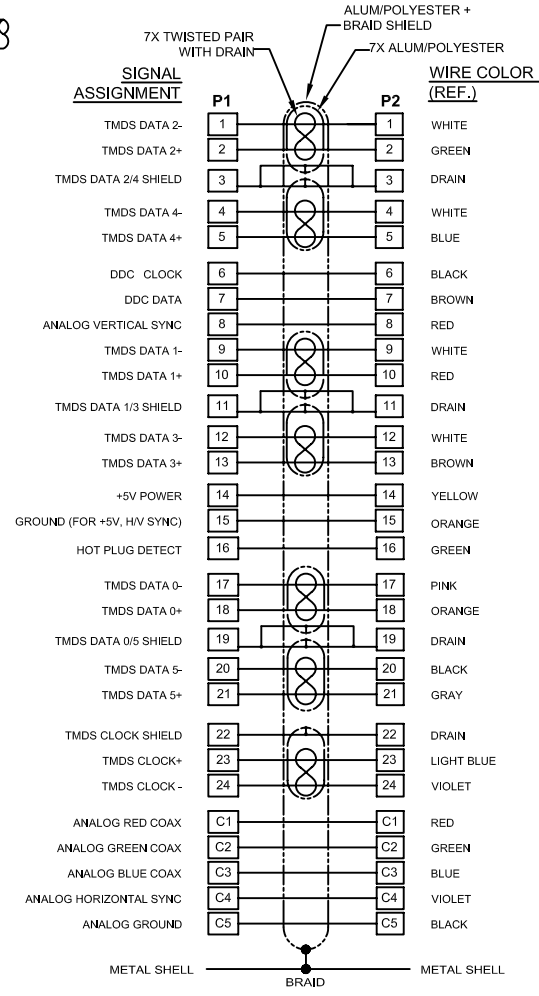 8
ALUM/POLYESTER +
BRAID SHIELD
7X TWISTED PAIR
WITH DRAIN
7X ALUM/POLYESTER
SIGNAL
ASSIGNMENT
P1
P2
WIRE COLOR
(REF.)
TMDS DATA 2- 1 1 WHITE
TMDS DATA 2+ 2 2 GREEN
TMDS DATA 2/4 SHIELD 3 3 DRAIN
TMDS DATA 4- 4 4 WHITE
TMDS DATA 4+ 5 5 BLUE
DDC CLOCK 6 6 BLACK
DDC DATA 7 7 BROWN
ANALOG VERTICAL SYNC 8 8 RED
TMDS DATA 1- 9 9 WHITE
TMDS DATA 1+ 10 10 RED
TMDS DATA 1/3 SHIELD 11 11 DRAIN
TMDS DATA 3- 12 12 WHITE
TMDS DATA 3+ 13 13 BROWN
+5V POWER 14 14 YELLOW
GROUND (FOR +5V, H/V SYNC) 15 15 ORANGE
HOT PLUG DETECT 16 16 GREEN
TMDS DATA 0- 17 17 PINK
TMDS DATA 0+ 18 18 ORANGE
TMDS DATA 0/5 SHIELD 19 19 DRAIN
TMDS DATA 5- 20 20 BLACK
TMDS DATA 5+ 21 21 GRAY
TMDS CLOCK SHIELD 22 22 DRAIN
TMDS CLOCK+ 23 23 LIGHT BLUE
TMDS CLOCK - 24 24 VIOLET
ANALOG RED COAX C1 C1 RED
ANALOG GREEN COAX C2 C2 GREEN
ANALOG BLUE COAX C3 C3 BLUE
ANALOG HORIZONTAL SYNC C4 C4 VIOLET
ANALOG GROUND C5 C5 BLACK
METAL SHELL METAL SHELL
BRAID